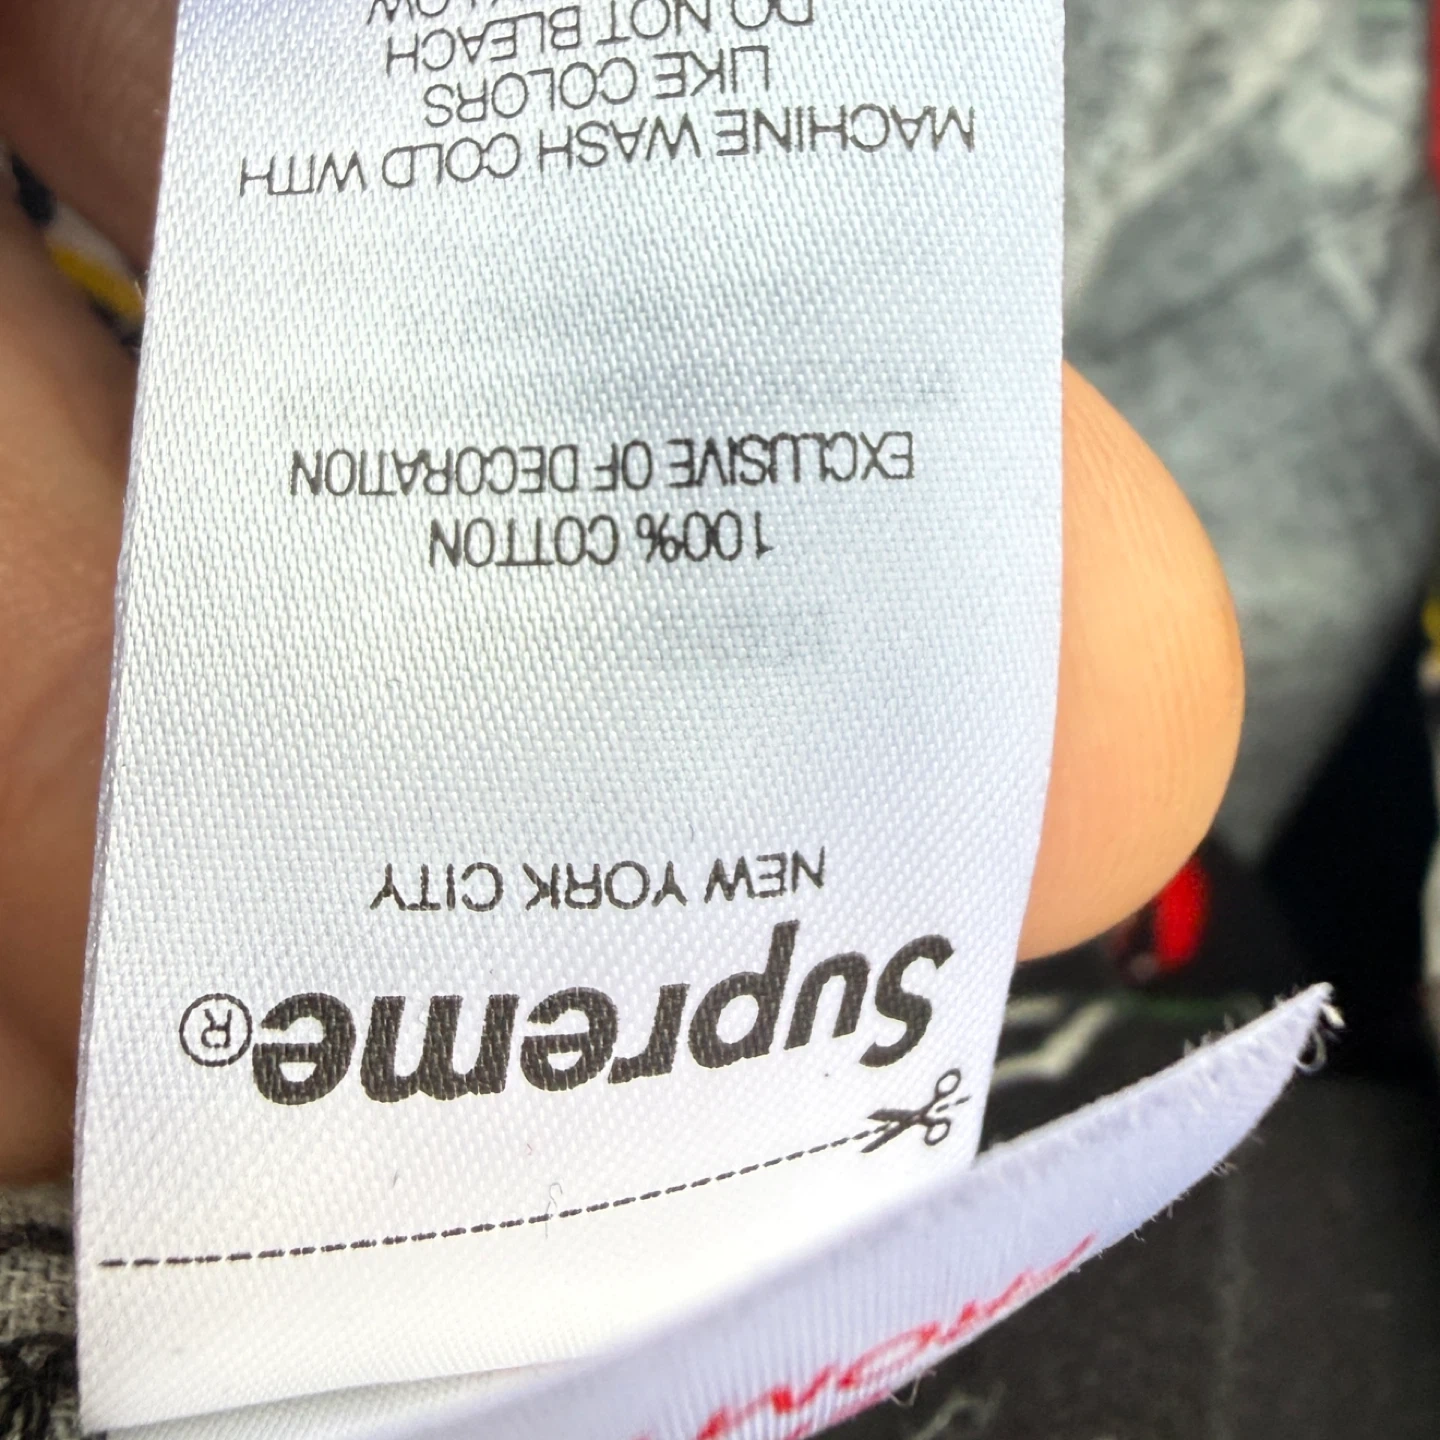 Supreme®
NEW YORK CITY
100% COTTON
EXCLUSIVE OF DECORATION
MACHINE WASH COLD WITH
LIKE COLORS
DO NOT BLEACH